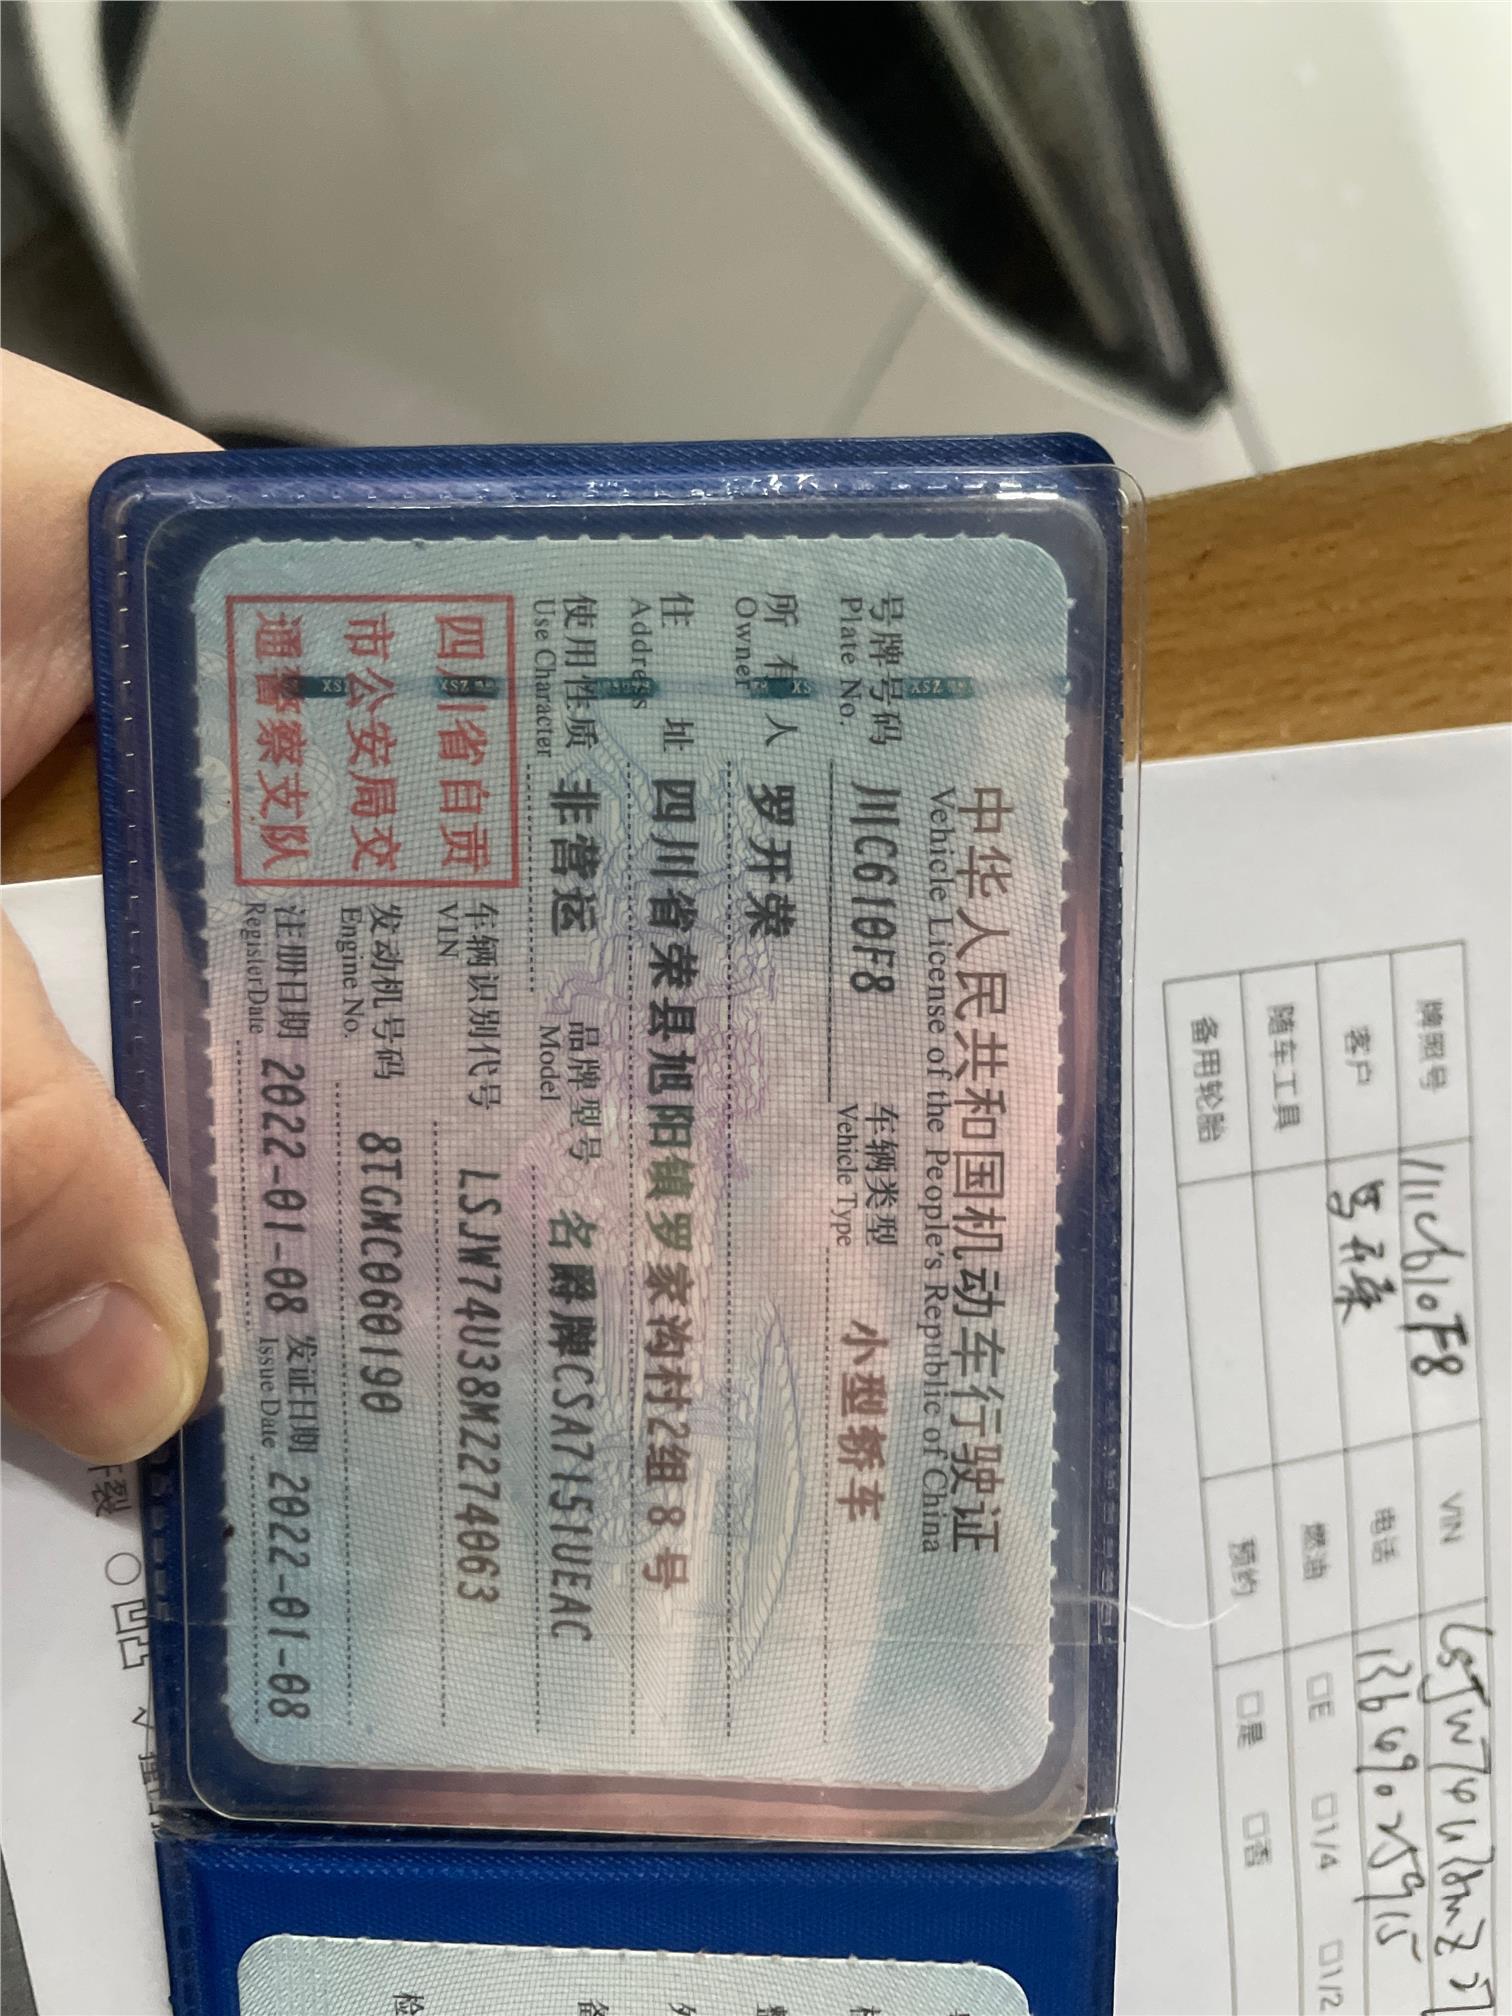 中华人民共和国机动车行驶证
Vehicle License of the People's Republic of China
号牌号码 川C610F8 车辆类型 小型轿车
Plate No. Vehicle Type
所有人 罗开荣
Owner
住址 四川省荣县旭阳镇罗家沟村2组8号
Address
使用性质 非营运 品牌型号 名爵牌CSA7151UEAC
Use Character Model
四川省自贡
市公安局交
通警察支队
车辆识别代号 LSJW74U38M2274063
VIN
发动机号码 8TGMC060190
Engine No.
注册日期 2022-01-08 发证日期 2022-01-08
Register Date Issue Date
牌照号 川C610F8 VIN
客户 电话 13649025915
随车工具 燃油 □E □1/4 □1/2
备用轮胎 预约 □是 □否